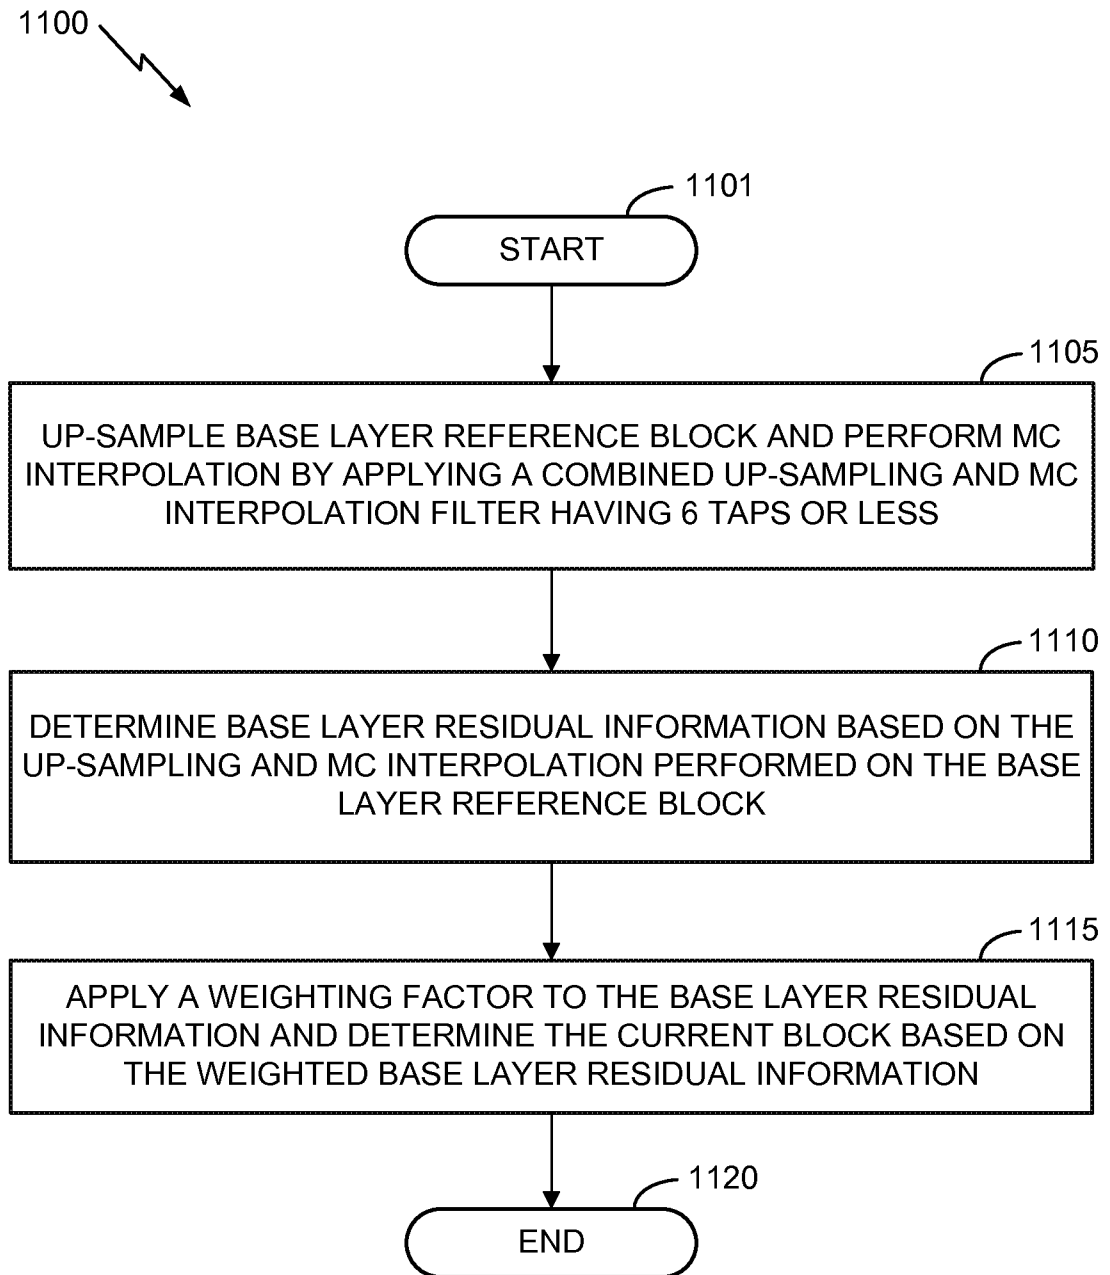 1100
1101
START
1105
UP-SAMPLE BASE LAYER REFERENCE BLOCK AND PERFORM MC
INTERPOLATION BY APPLYING A COMBINED UP-SAMPLING AND MC
INTERPOLATION FILTER HAVING 6 TAPS OR LESS
1110
DETERMINE BASE LAYER RESIDUAL INFORMATION BASED ON THE
UP-SAMPLING AND MC INTERPOLATION PERFORMED ON THE BASE
LAYER REFERENCE BLOCK
1115
APPLY A WEIGHTING FACTOR TO THE BASE LAYER RESIDUAL
INFORMATION AND DETERMINE THE CURRENT BLOCK BASED ON
THE WEIGHTED BASE LAYER RESIDUAL INFORMATION
1120
END